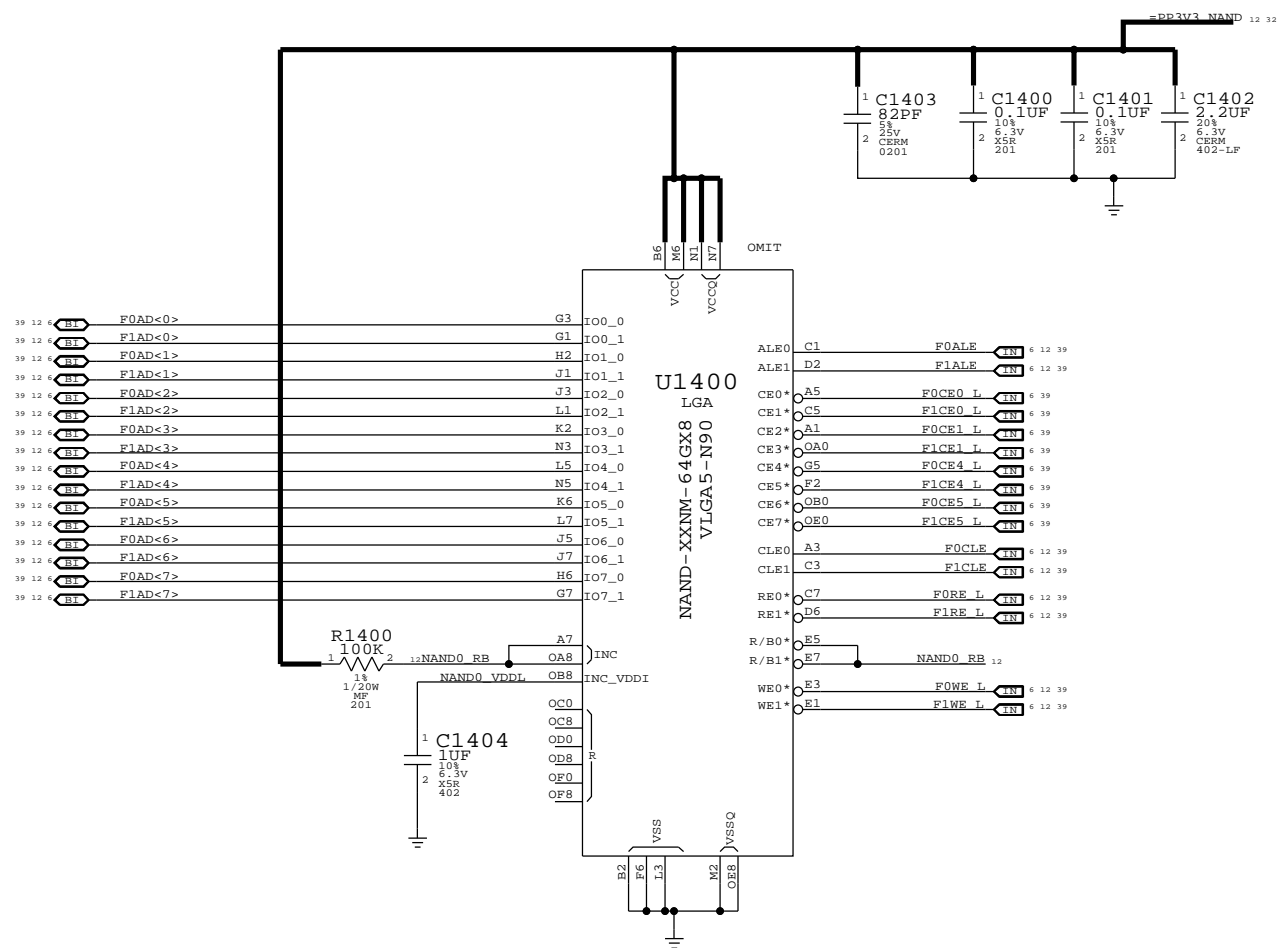 =PP3V3_NAND 12 32
C1403
82PF
5%
25V
CERM
0201
1
2
C1400
0.1UF
10%
6.3V
X5R
201
1
2
C1401
0.1UF
10%
6.3V
X5R
201
1
2
C1402
2.2UF
20%
6.3V
CERM
402-LF
1
2
OMIT
B6 M6 N1 N7
VCC VCCQ
39 12 6 BI F0AD<0> G3 IO0_0
39 12 6 BI F1AD<0> G1 IO0_1
39 12 6 BI F0AD<1> H2 IO1_0
39 12 6 BI F1AD<1> J1 IO1_1
39 12 6 BI F0AD<2> J3 IO2_0
39 12 6 BI F1AD<2> L1 IO2_1
39 12 6 BI F0AD<3> K2 IO3_0
39 12 6 BI F1AD<3> N3 IO3_1
39 12 6 BI F0AD<4> L5 IO4_0
39 12 6 BI F1AD<4> N5 IO4_1
39 12 6 BI F0AD<5> K6 IO5_0
39 12 6 BI F1AD<5> L7 IO5_1
39 12 6 BI F0AD<6> J5 IO6_0
39 12 6 BI F1AD<6> J7 IO6_1
39 12 6 BI F0AD<7> H6 IO7_0
39 12 6 BI F1AD<7> G7 IO7_1
U1400
LGA
NAND-XXNM-64GX8
VLGA5-N90
ALE0 C1 F0ALE IN 6 12 39
ALE1 D2 F1ALE IN 6 12 39
CE0* A5 F0CE0_L IN 6 39
CE1* C5 F1CE0_L IN 6 39
CE2* A1 F0CE1_L IN 6 39
CE3* OA0 F1CE1_L IN 6 39
CE4* G5 F0CE4_L IN 6 39
CE5* F2 F1CE4_L IN 6 39
CE6* OB0 F0CE5_L IN 6 39
CE7* OE0 F1CE5_L IN 6 39
CLE0 A3 F0CLE IN 6 12 39
CLE1 C3 F1CLE IN 6 12 39
RE0* C7 F0RE_L IN 6 12 39
RE1* D6 F1RE_L IN 6 12 39
R/B0* E5
R/B1* E7 NAND0_RB 12
WE0* E3 F0WE_L IN 6 12 39
WE1* E1 F1WE_L IN 6 12 39
R1400
100K
1 2
1%
1/20W
MF
201
12 NAND0_RB
A7
OA8
INC
NAND0_VDDL OB8 INC_VDDI
OC0
OC8
OD0
OD8
OF0
OF8
R
C1404
1UF
10%
6.3V
X5R
402
1
2
VSS VSSQ
B2 F6 L3 M2 OE8